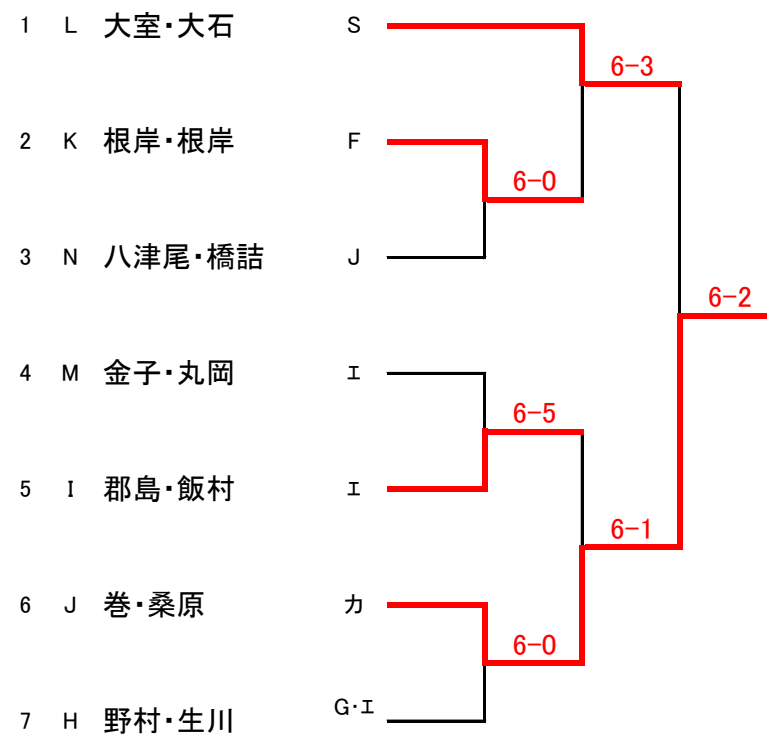 1 L 大室・大石 S
6-3
2 K 根岸・根岸 F
6-0
3 N 八津尾・橋詰 J
6-2
4 M 金子・丸岡 エ
6-5
5 I 郡島・飯村 エ
6-1
6 J 巻・桑原 カ
6-0
7 H 野村・生川 G・エ